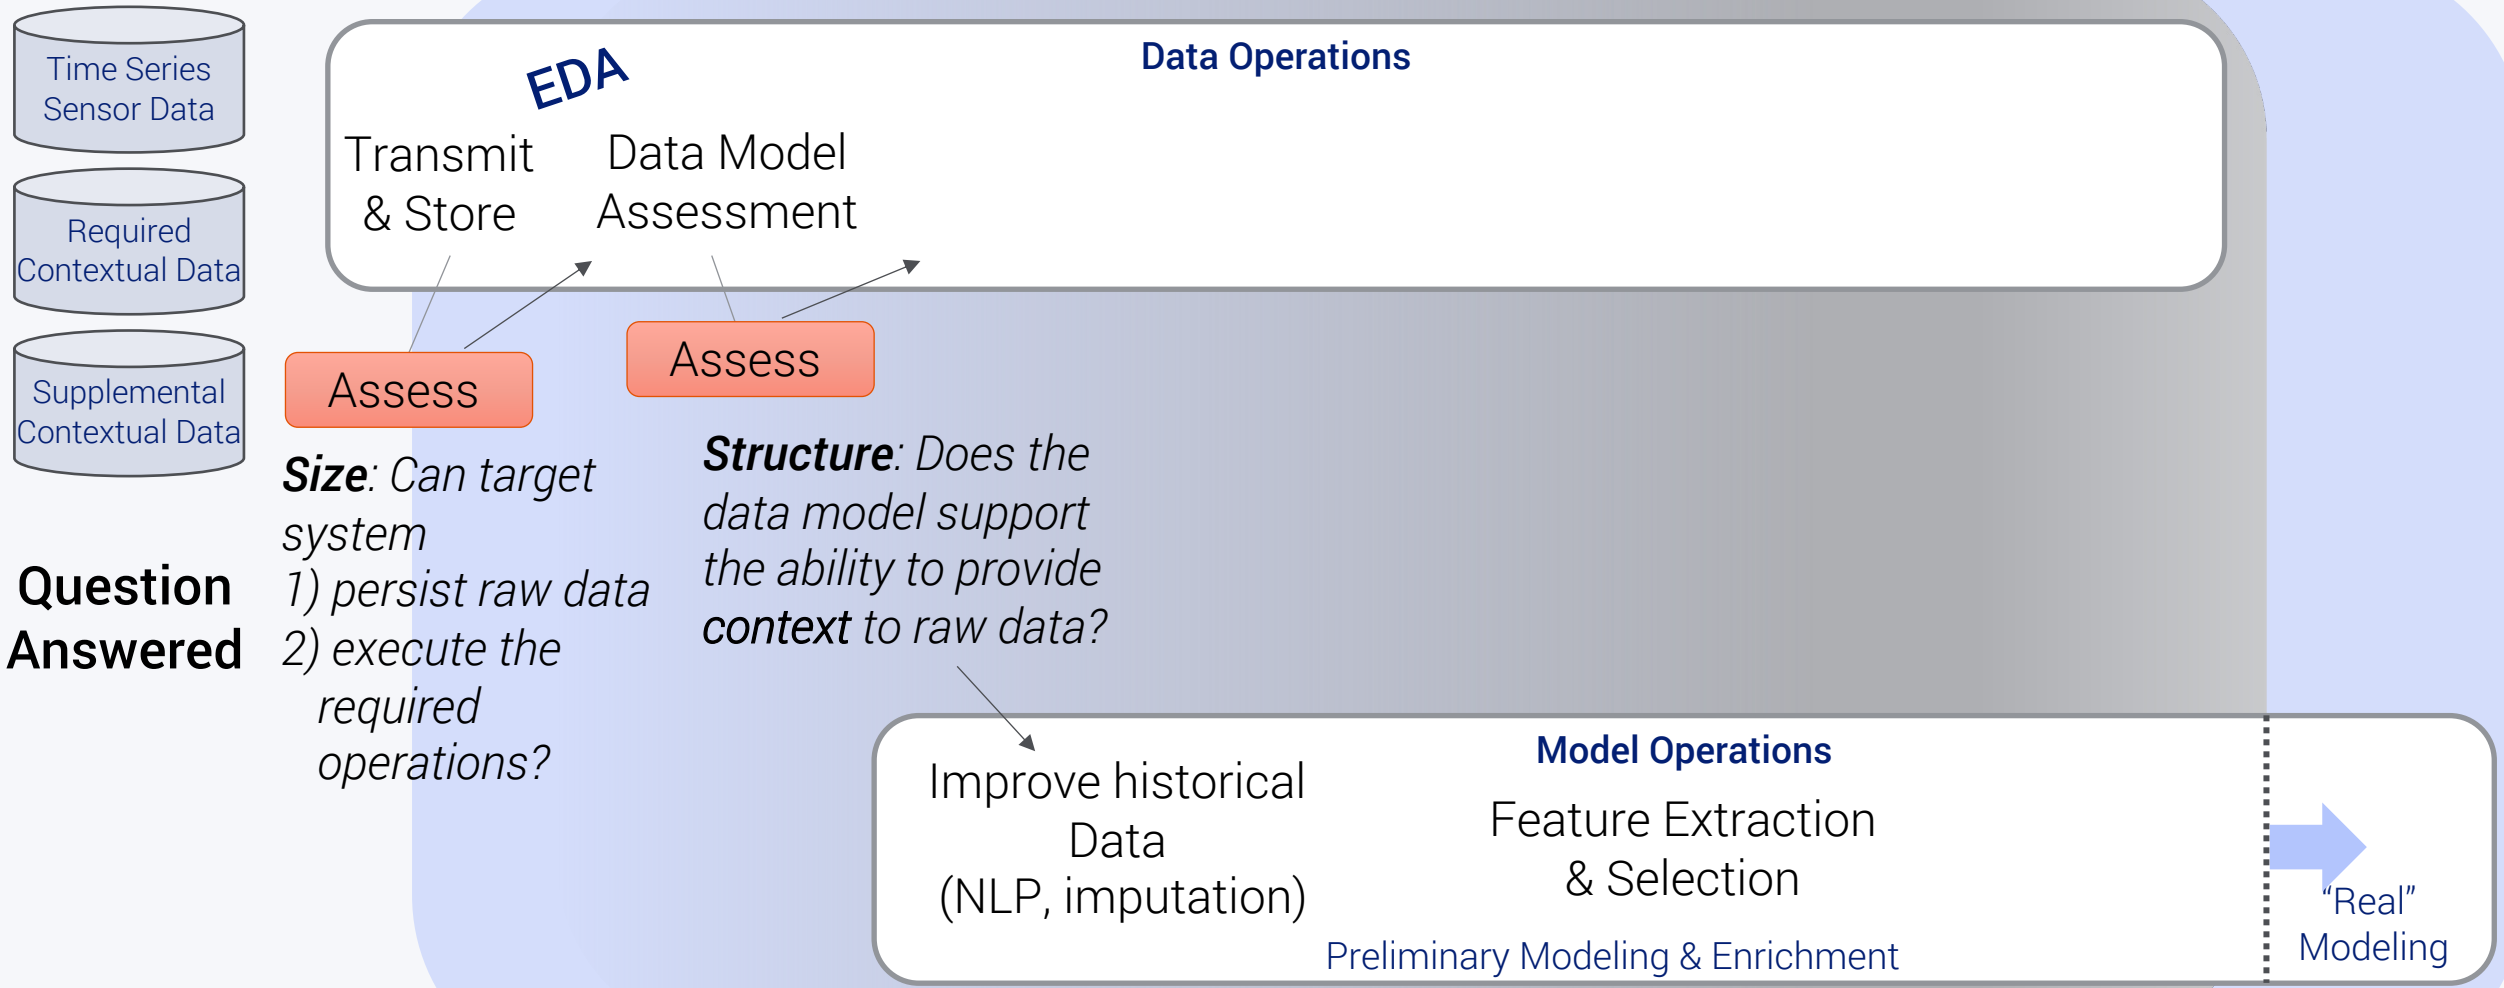 Time Series
Sensor Data
Required
Contextual Data
Supplemental
Contextual Data
Question
Answered
Data Operations
EDA
Transmit
& Store
Data Model
Assessment
Assess
Assess
Size: Can target
system
1) persist raw data
2) execute the
required
operations?
Structure: Does the
data model support
the ability to provide
context to raw data?
Model Operations
Improve historical
Data
(NLP, imputation)
Feature Extraction
& Selection
Preliminary Modeling & Enrichment
“Real”
Modeling